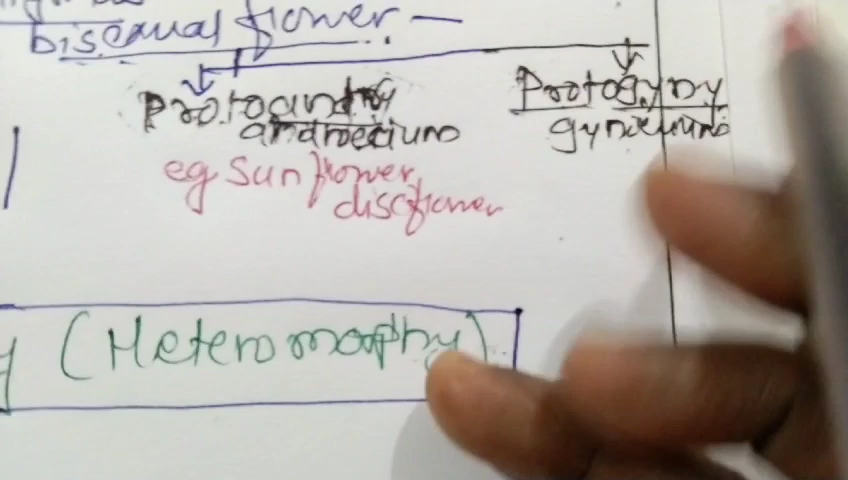 bisexual flower —
Protoandry
Protogyny
androecium
gynoecium
eg Sunflower,
discflower
y (Heteromorphy)